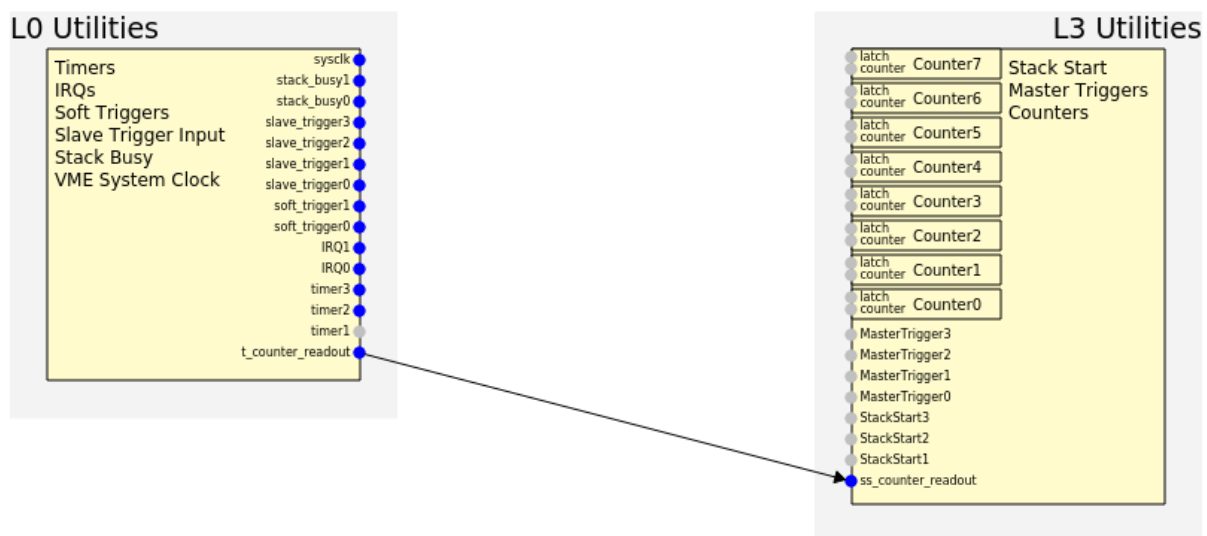 L0 Utilities
Timers
IRQs
Soft Triggers
Slave Trigger Input
Stack Busy
VME System Clock
sysclk
stack_busy1
stack_busy0
slave_trigger3
slave_trigger2
slave_trigger1
slave_trigger0
soft_trigger1
soft_trigger0
IRQ1
IRQ0
timer3
timer2
timer1
t_counter_readout
L3 Utilities
latch
counter Counter7
latch
counter Counter6
latch
counter Counter5
latch
counter Counter4
latch
counter Counter3
latch
counter Counter2
latch
counter Counter1
latch
counter Counter0
Stack Start
Master Triggers
Counters
MasterTrigger3
MasterTrigger2
MasterTrigger1
MasterTrigger0
StackStart3
StackStart2
StackStart1
ss_counter_readout